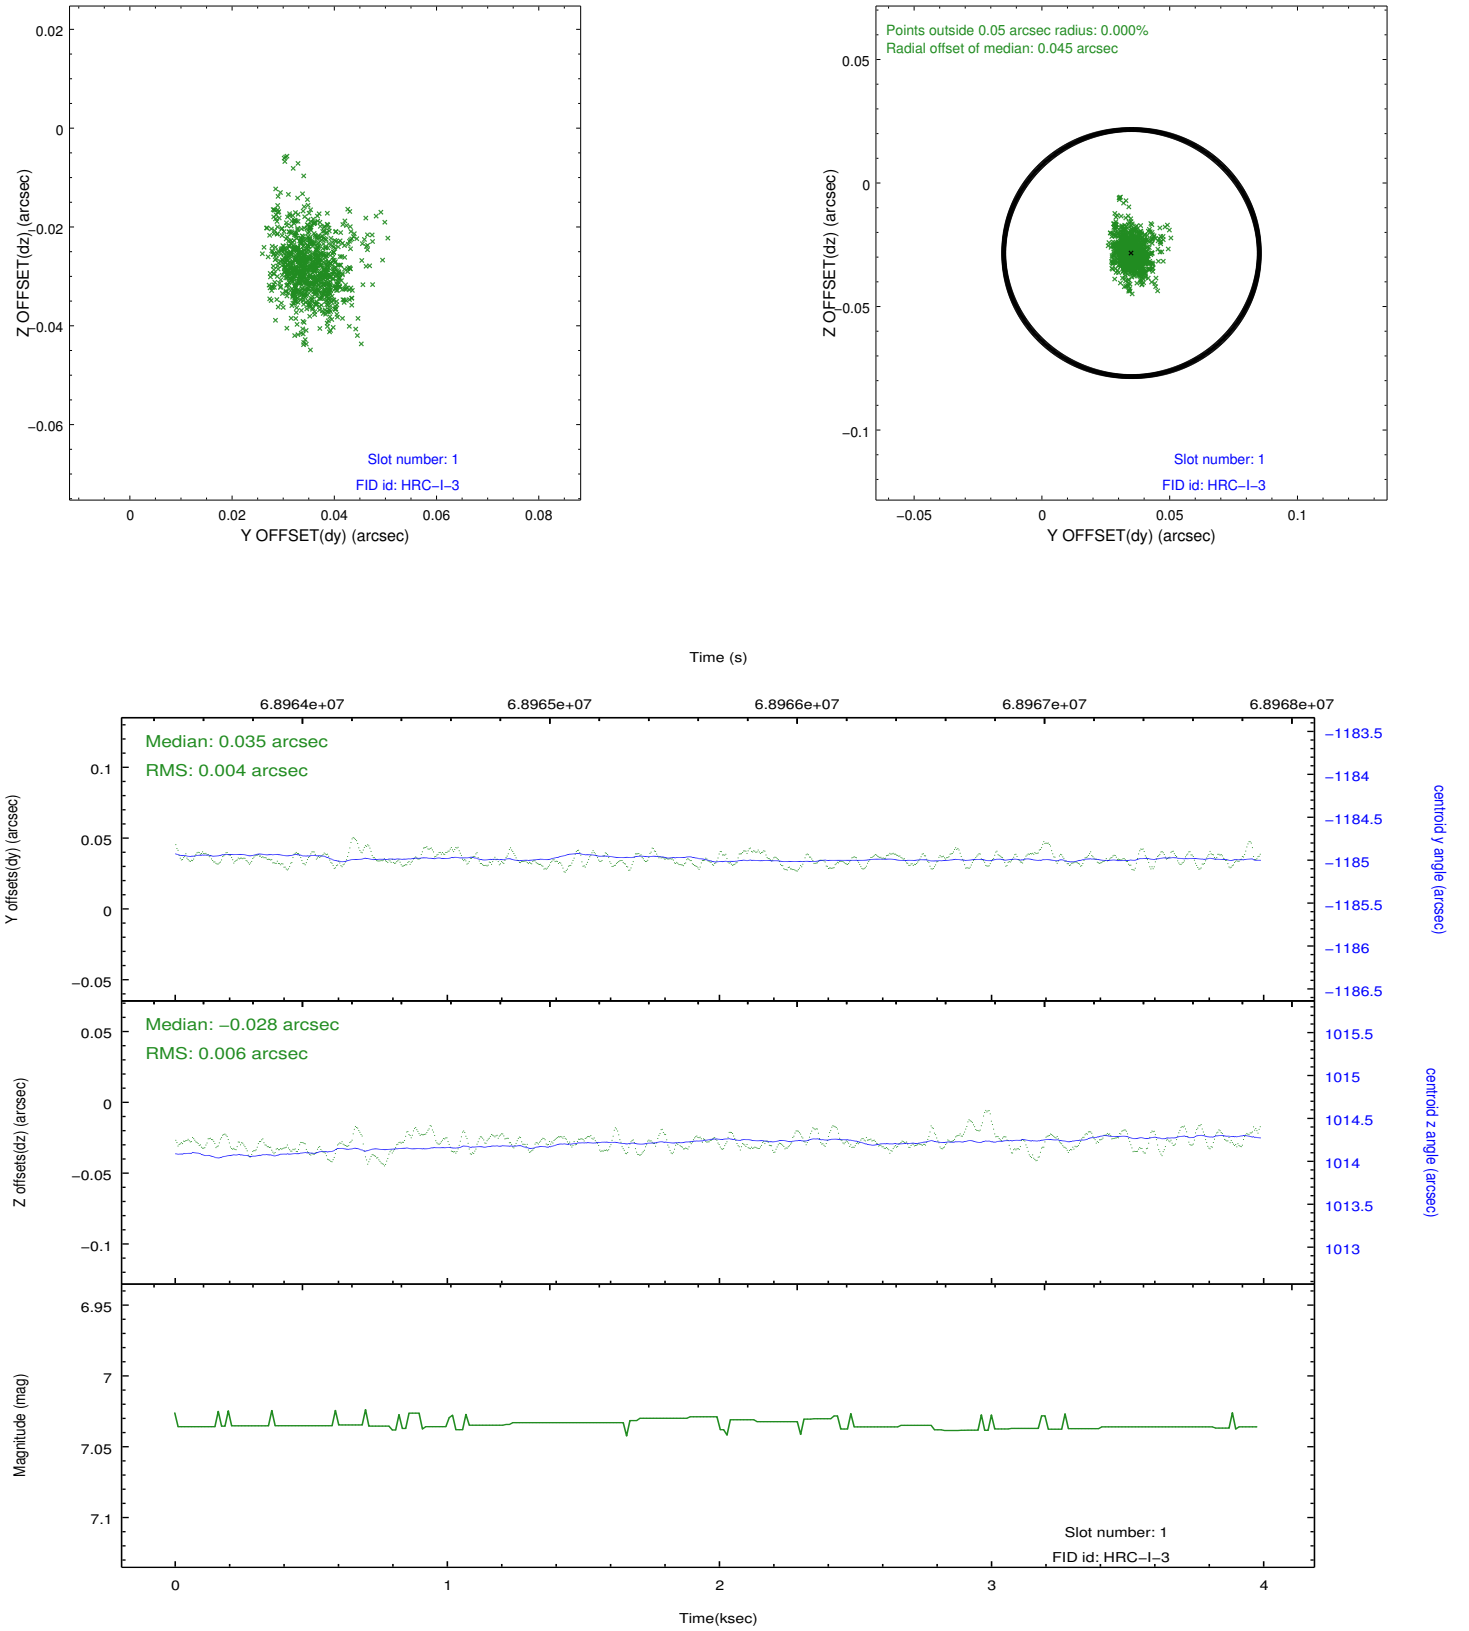 0.02
0
−0.02
−0.04
−0.06
Z OFFSET(dz) (arcsec)
Slot number: 1
FID id: HRC−I−3
0
0.02
0.04
0.06
0.08
Y OFFSET(dy) (arcsec)
Points outside 0.05 arcsec radius: 0.000%
Radial offset of median: 0.045 arcsec
0.05
0
−0.05
−0.1
Z OFFSET(dz) (arcsec)
Slot number: 1
FID id: HRC−I−3
−0.05
0
0.05
0.1
Y OFFSET(dy) (arcsec)
Time (s)
6.8964e+07
6.8965e+07
6.8966e+07
6.8967e+07
6.8968e+07
Median: 0.035 arcsec
RMS: 0.004 arcsec
0.1
0.05
0
−0.05
Y offsets(dy) (arcsec)
−1183.5
−1184
−1184.5
−1185
−1185.5
−1186
−1186.5
centroid y angle (arcsec)
Median: −0.028 arcsec
RMS: 0.006 arcsec
0.05
0
−0.05
−0.1
Z offsets(dz) (arcsec)
1015.5
1015
1014.5
1014
1013.5
1013
centroid z angle (arcsec)
6.95
7
7.05
7.1
Magnitude (mag)
Slot number: 1
FID id: HRC−I−3
0
1
2
3
4
Time(ksec)